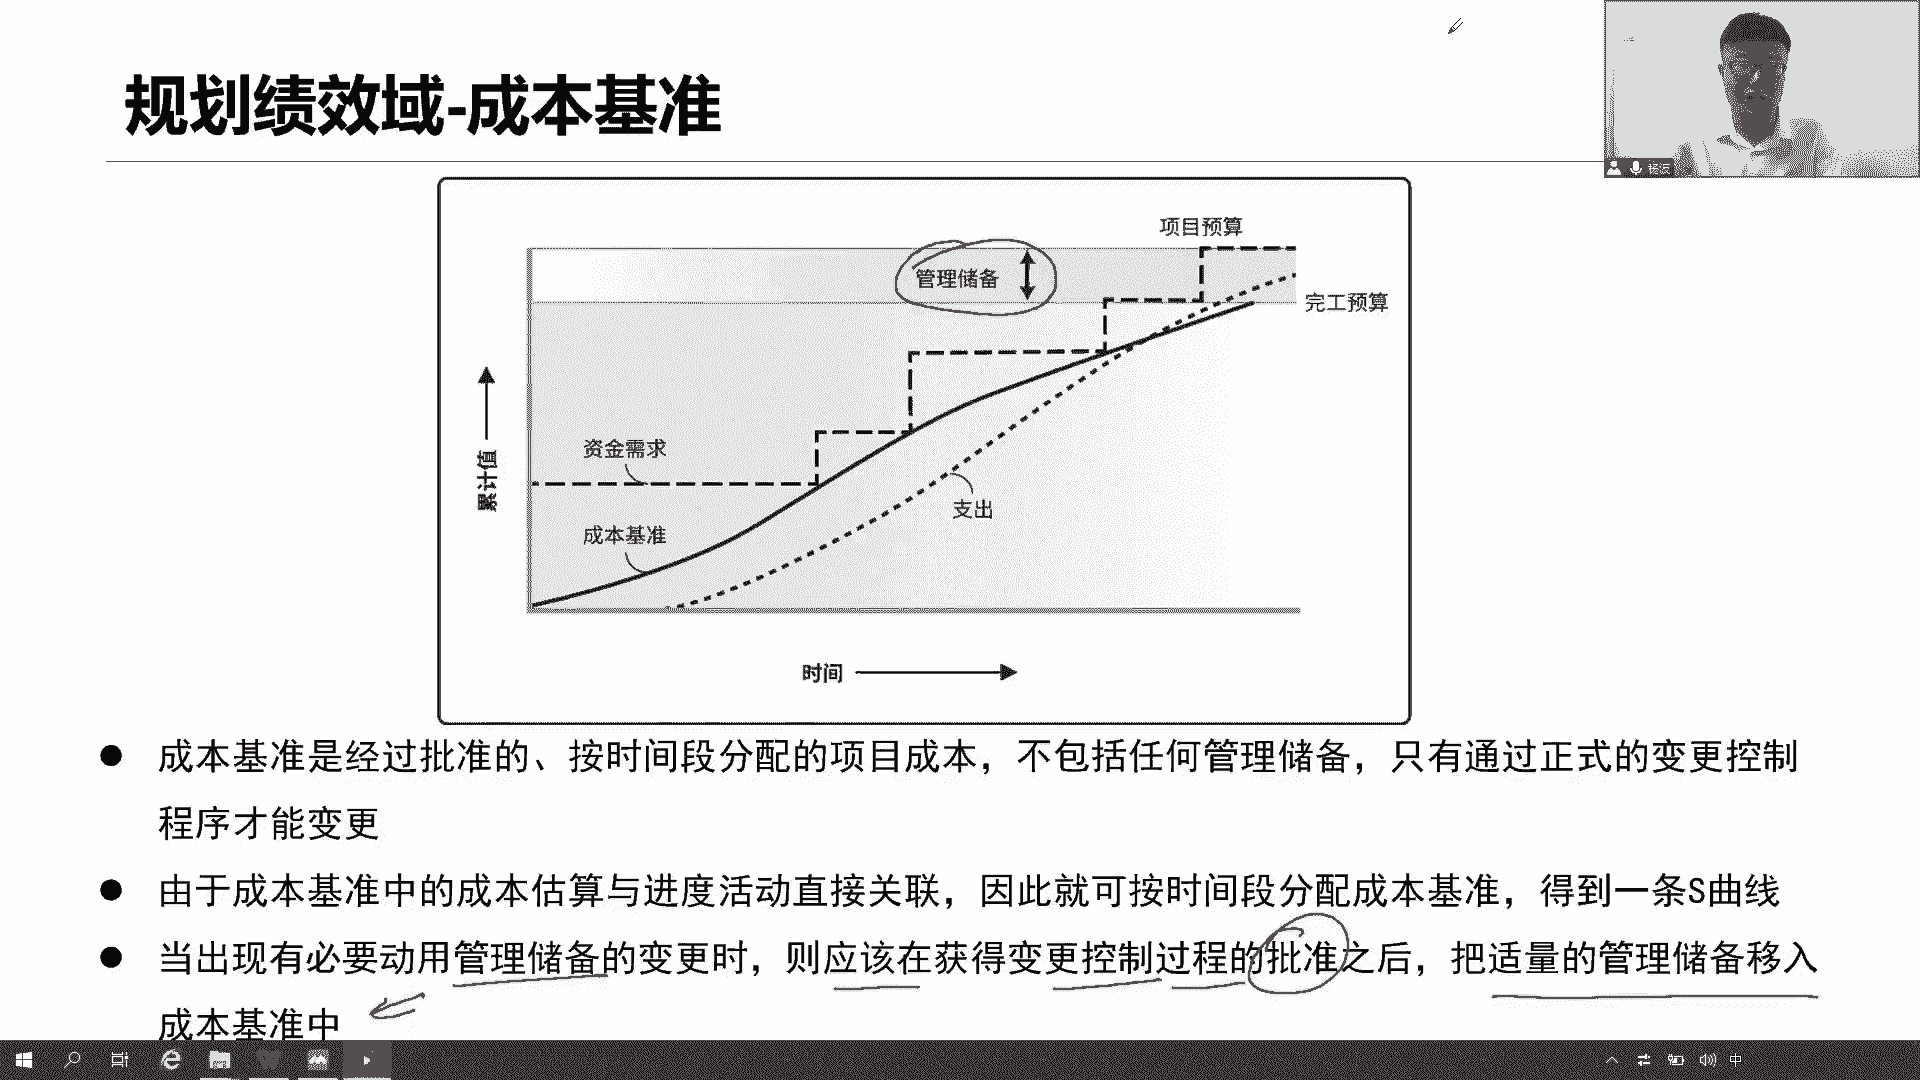 规划绩效域-成本基准
杨漩
项目预算
管理储备
完工预算
资金需求
累计值
支出
成本基准
时间
成本基准是经过批准的、按时间段分配的项目成本，不包括任何管理储备，只有通过正式的变更控制
程序才能变更
由于成本基准中的成本估算与进度活动直接关联，因此就可按时间段分配成本基准，得到一条S曲线
当出现有必要动用管理储备的变更时，则应该在获得变更控制过程的批准之后，把适量的管理储备移入
成本基准中
中